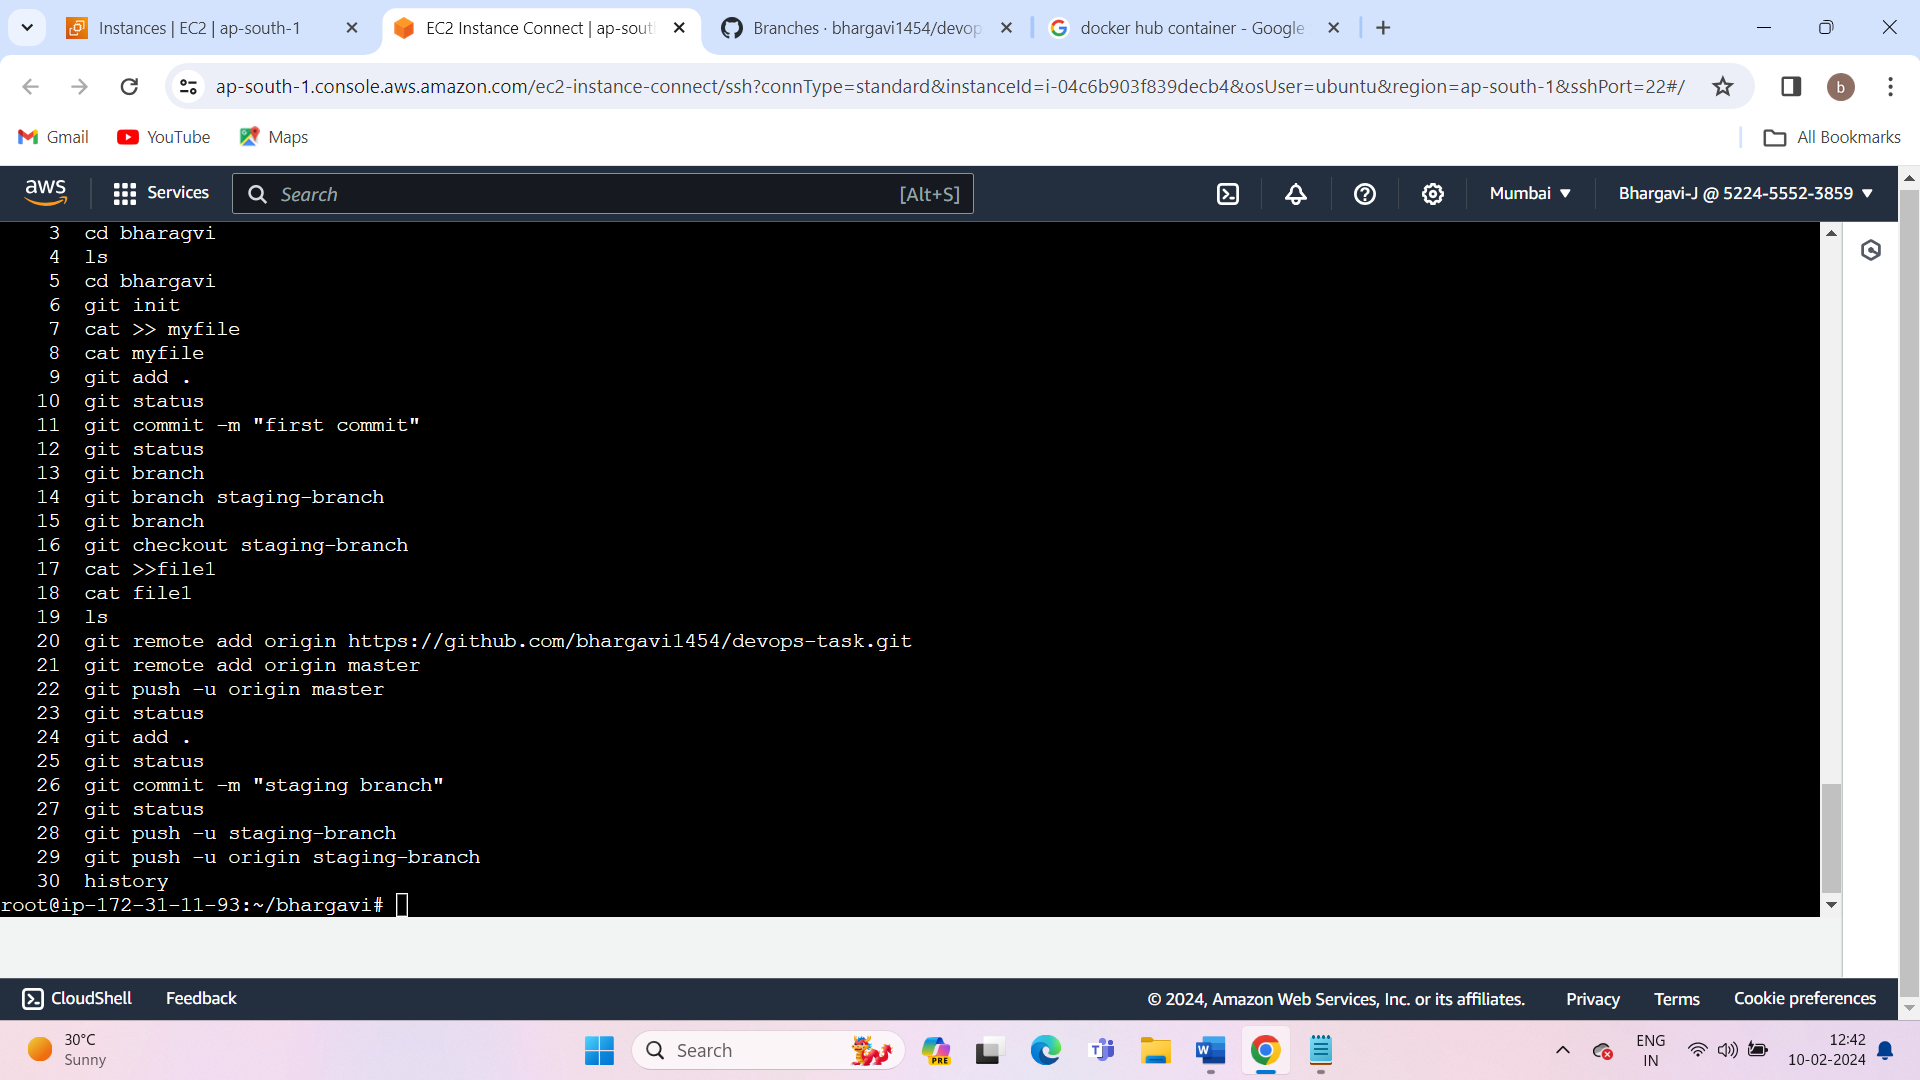 Instances | EC2 | ap-south-1
EC2 Instance Connect | ap-sout
Branches · bhargavi1454/devop
docker hub container - Google
ap-south-1.console.aws.amazon.com/ec2-instance-connect/ssh?connType=standard&instanceId=i-04c6b903f839decb4&osUser=ubuntu&region=ap-south-1&sshPort=22#/
b
Gmail
YouTube
Maps
All Bookmarks
aws
Services
Search
[Alt+S]
Mumbai
Bhargavi-J @ 5224-5552-3859
3 cd bharagvi
4 ls
5 cd bhargavi
6 git init
7 cat >> myfile
8 cat myfile
9 git add .
10 git status
11 git commit -m "first commit"
12 git status
13 git branch
14 git branch staging-branch
15 git branch
16 git checkout staging-branch
17 cat >>file1
18 cat file1
19 ls
20 git remote add origin https://github.com/bhargavi1454/devops-task.git
21 git remote add origin master
22 git push -u origin master
23 git status
24 git add .
25 git status
26 git commit -m "staging branch"
27 git status
28 git push -u staging-branch
29 git push -u origin staging-branch
30 history
root@ip-172-31-11-93:~/bhargavi#
CloudShell
Feedback
© 2024, Amazon Web Services, Inc. or its affiliates.
Privacy
Terms
Cookie preferences
30°C
Sunny
Search
PRE
ENG
IN
12:42
10-02-2024